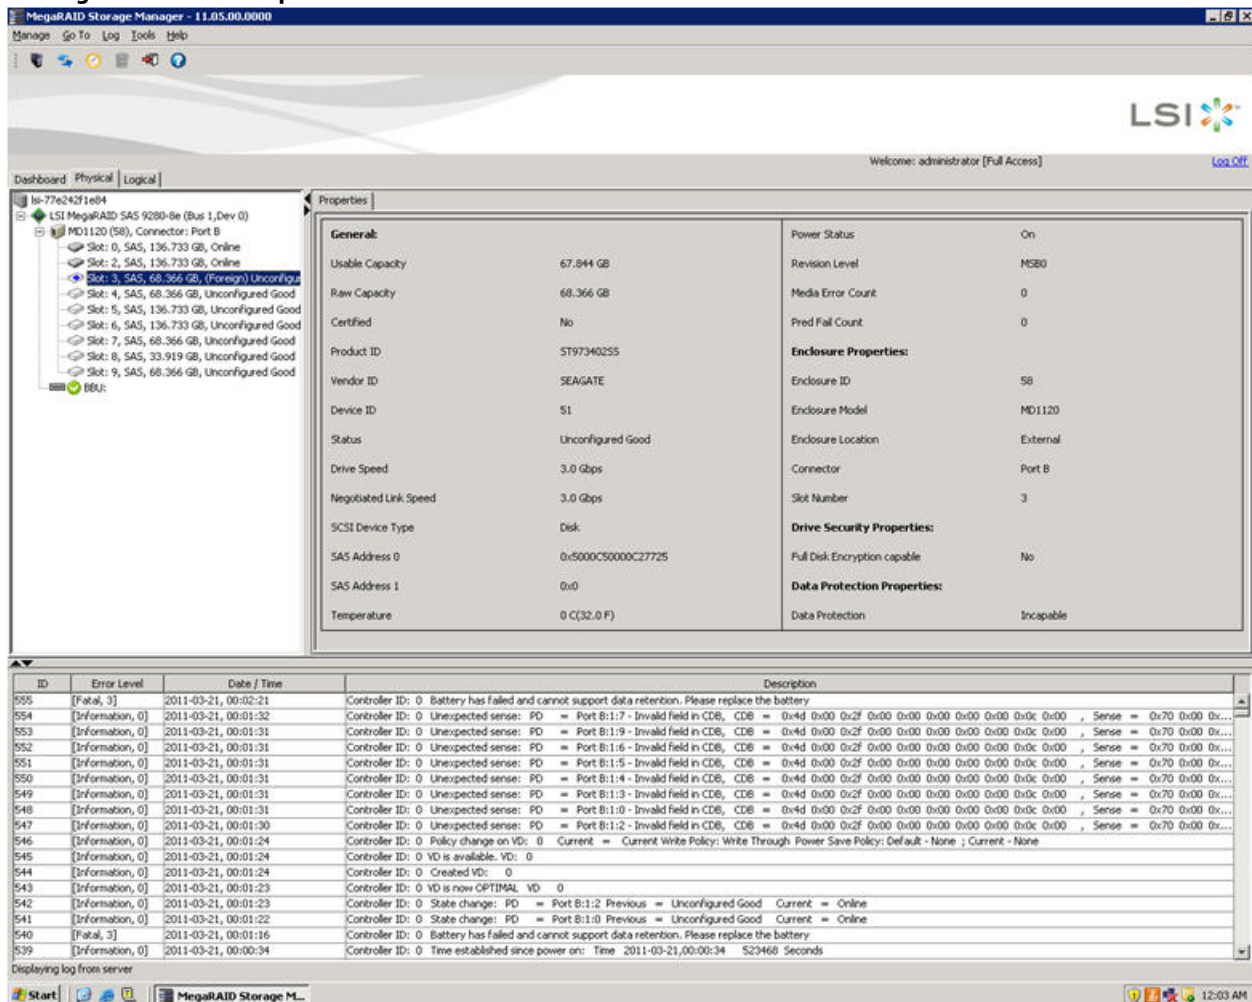 MegaRAID Storage Manager - 11.05.00.0000
Manage Go To Log Tools Help
LSI
Welcome: administrator [Full Access] Log Off
Dashboard Physical Logical
lsi-77e242f1e84
LSI MegaRAID SAS 9280-8e (Bus 1,Dev 0)
MD1120 (58), Connector: Port B
Slot: 0, SAS, 136.733 GB, Online
Slot: 2, SAS, 136.733 GB, Online
Slot: 3, SAS, 68.366 GB, (Foreign) Unconfigur
Slot: 4, SAS, 68.366 GB, Unconfigured Good
Slot: 5, SAS, 136.733 GB, Unconfigured Good
Slot: 6, SAS, 136.733 GB, Unconfigured Good
Slot: 7, SAS, 68.366 GB, Unconfigured Good
Slot: 8, SAS, 33.919 GB, Unconfigured Good
Slot: 9, SAS, 68.366 GB, Unconfigured Good
BBU:
Properties
General:
Usable Capacity 67.844 GB
Raw Capacity 68.366 GB
Certified No
Product ID ST973402SS
Vendor ID SEAGATE
Device ID 51
Status Unconfigured Good
Drive Speed 3.0 Gbps
Negotiated Link Speed 3.0 Gbps
SCSI Device Type Disk
SAS Address 0 0x5000C50000C27725
SAS Address 1 0x0
Temperature 0 C(32.0 F)
Power Status On
Revision Level MSB0
Media Error Count 0
Pred Fail Count 0
Enclosure Properties:
Enclosure ID 58
Enclosure Model MD1120
Enclosure Location External
Connector Port B
Slot Number 3
Drive Security Properties:
Full Disk Encryption capable No
Data Protection Properties:
Data Protection Incapable
ID Error Level Date / Time Description
555 [Fatal, 3] 2011-03-21, 00:02:21 Controller ID: 0 Battery has failed and cannot support data retention. Please replace the battery
554 [Information, 0] 2011-03-21, 00:01:32 Controller ID: 0 Unexpected sense: PD = Port B:1:7 - Invalid field in CDB, CDB = 0x4d 0x00 0x2f 0x00 0x00 0x00 0x00 0x00 0x0c 0x00 , Sense = 0x70 0x00 0x...
553 [Information, 0] 2011-03-21, 00:01:31 Controller ID: 0 Unexpected sense: PD = Port B:1:9 - Invalid field in CDB, CDB = 0x4d 0x00 0x2f 0x00 0x00 0x00 0x00 0x00 0x0c 0x00 , Sense = 0x70 0x00 0x...
552 [Information, 0] 2011-03-21, 00:01:31 Controller ID: 0 Unexpected sense: PD = Port B:1:6 - Invalid field in CDB, CDB = 0x4d 0x00 0x2f 0x00 0x00 0x00 0x00 0x00 0x0c 0x00 , Sense = 0x70 0x00 0x...
551 [Information, 0] 2011-03-21, 00:01:31 Controller ID: 0 Unexpected sense: PD = Port B:1:5 - Invalid field in CDB, CDB = 0x4d 0x00 0x2f 0x00 0x00 0x00 0x00 0x00 0x0c 0x00 , Sense = 0x70 0x00 0x...
550 [Information, 0] 2011-03-21, 00:01:31 Controller ID: 0 Unexpected sense: PD = Port B:1:4 - Invalid field in CDB, CDB = 0x4d 0x00 0x2f 0x00 0x00 0x00 0x00 0x00 0x0c 0x00 , Sense = 0x70 0x00 0x...
549 [Information, 0] 2011-03-21, 00:01:31 Controller ID: 0 Unexpected sense: PD = Port B:1:3 - Invalid field in CDB, CDB = 0x4d 0x00 0x2f 0x00 0x00 0x00 0x00 0x00 0x0c 0x00 , Sense = 0x70 0x00 0x...
548 [Information, 0] 2011-03-21, 00:01:31 Controller ID: 0 Unexpected sense: PD = Port B:1:0 - Invalid field in CDB, CDB = 0x4d 0x00 0x2f 0x00 0x00 0x00 0x00 0x00 0x0c 0x00 , Sense = 0x70 0x00 0x...
547 [Information, 0] 2011-03-21, 00:01:30 Controller ID: 0 Unexpected sense: PD = Port B:1:2 - Invalid field in CDB, CDB = 0x4d 0x00 0x2f 0x00 0x00 0x00 0x00 0x00 0x0c 0x00 , Sense = 0x70 0x00 0x...
546 [Information, 0] 2011-03-21, 00:01:24 Controller ID: 0 Policy change on VD: 0 Current = Current Write Policy: Write Through Power Save Policy: Default - None ; Current - None
545 [Information, 0] 2011-03-21, 00:01:24 Controller ID: 0 VD is available. VD: 0
544 [Information, 0] 2011-03-21, 00:01:24 Controller ID: 0 Created VD: 0
543 [Information, 0] 2011-03-21, 00:01:23 Controller ID: 0 VD is now OPTIMAL VD 0
542 [Information, 0] 2011-03-21, 00:01:23 Controller ID: 0 State change: PD = Port B:1:2 Previous = Unconfigured Good Current = Online
541 [Information, 0] 2011-03-21, 00:01:22 Controller ID: 0 State change: PD = Port B:1:0 Previous = Unconfigured Good Current = Online
540 [Fatal, 3] 2011-03-21, 00:01:16 Controller ID: 0 Battery has failed and cannot support data retention. Please replace the battery
539 [Information, 0] 2011-03-21, 00:00:34 Controller ID: 0 Time established since power on: Time 2011-03-21,00:00:34 523468 Seconds
Displaying log from server
Start MegaRAID Storage M... 12:03 AM